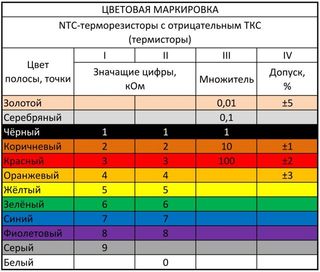 ЦВЕТОВАЯ МАРКИРОВКА
NTC-терморезисторы с отрицательным ТКС
(термисторы)
Цвет полосы, точки I II III IV
Значащие цифры, кОм Множитель Допуск, %
Золотой 0,01 ±5
Серебряный 0,1
Чёрный 1 1 1
Коричневый 2 2 10 ±1
Красный 3 3 100 ±2
Оранжевый 4 4 ±3
Жёлтый 5 5
Зелёный 6 6
Синий 7 7
Фиолетовый 8 8
Серый 9
Белый 0